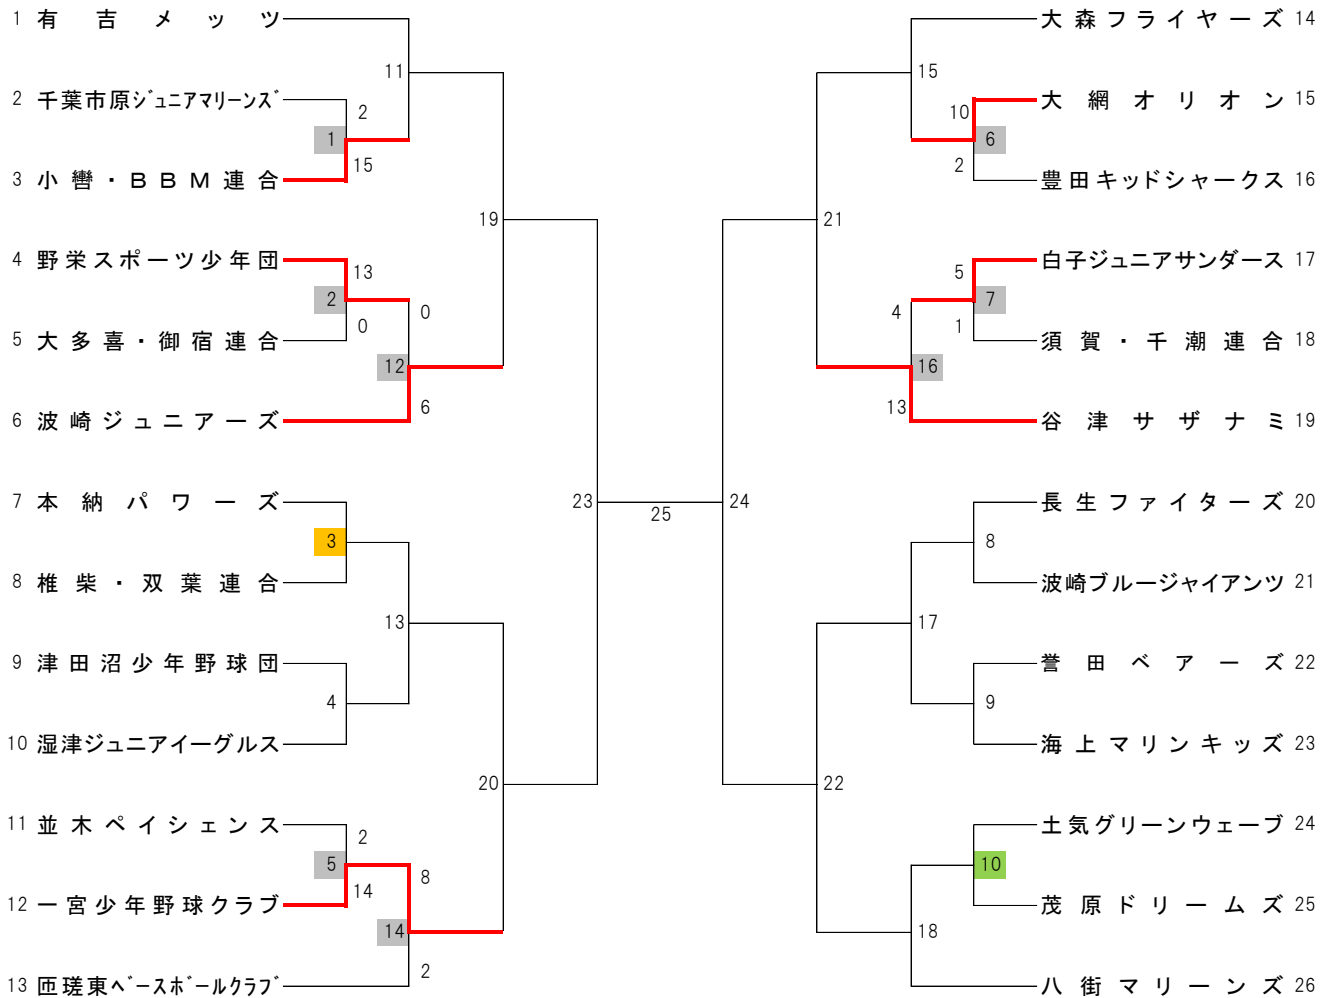 1 有吉メッツ
11
2 千葉市原ジュニアマリーンズ
2
1
15
3 小轡・BBM連合
19
4 野栄スポーツ少年団
13
2
0
0
5 大多喜・御宿連合
12
6
6 波崎ジュニアーズ
7 本納パワーズ
3
8 椎柴・双葉連合
13
9 津田沼少年野球団
4
10 湿津ジュニアイーグルス
20
11 並木ペイシェンス
2
5
14
8
12 一宮少年野球クラブ
14
2
13 匝瑳東ベースボールクラブ
23
25
24
大森フライヤーズ 14
15
大網オリオン 15
10
6
2
豊田キッドシャークス 16
21
白子ジュニアサンダース 17
5
7
4
1
須賀・千潮連合 18
16
13
谷津サザナミ 19
長生ファイターズ 20
8
波崎ブルージャイアンツ 21
17
誉田ベアーズ 22
9
海上マリンキッズ 23
22
土気グリーンウェーブ 24
10
茂原ドリームズ 25
18
八街マリーンズ 26